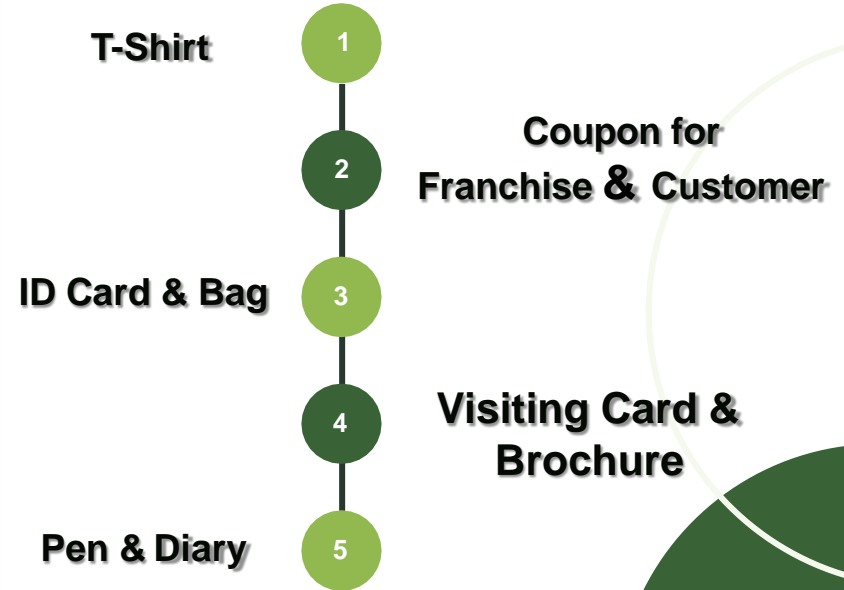 T-Shirt
1
2
Coupon for
Franchise & Customer
ID Card & Bag
3
4
Visiting Card &
Brochure
Pen & Diary
5